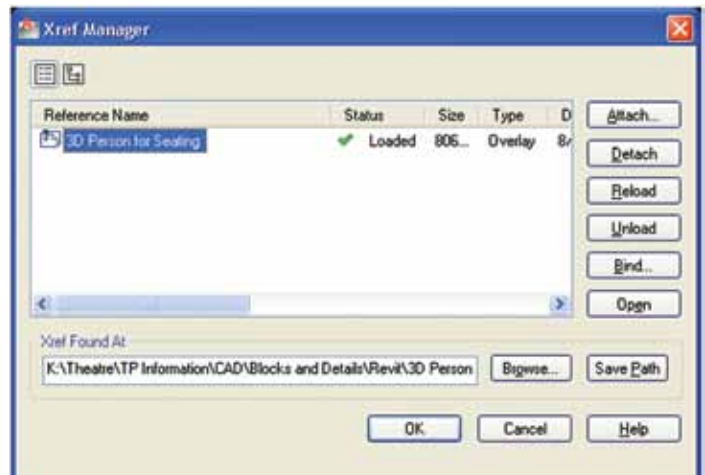 Xref Manager
Reference Name Status Size Type D
3D Person for Seating Loaded 806... Overlay 8/
Attach...
Detach
Reload
Unload
Bind...
Open
Xref Found At
K:\Theatre\TP Information\CAD\Blocks and Details\Revit\3D Person
Browse... Save Path
OK Cancel Help